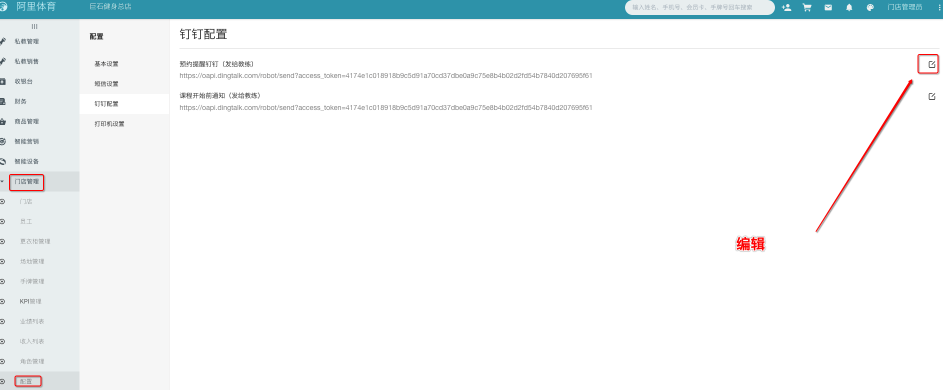 阿里体育
巨石健身总店
输入姓名、手机号、会员卡、手牌号回车搜索
门店管理员
私教管理
私教销售
收银台
财务
商品管理
智能营销
智能设备
门店管理
门店
员工
更衣柜管理
场馆管理
手牌管理
KPI管理
业绩列表
收入列表
角色管理
配置
配置
基本设置
短信设置
钉钉配置
打印机设置
钉钉配置
预约提醒钉钉（发给教练）
https://oapi.dingtalk.com/robot/send?access_token=4174e1c018918b9c5d91a70cd37dbe0a9c75e8b4b02d2fd54b7840d207695f61
课程开始前通知（发给教练）
https://oapi.dingtalk.com/robot/send?access_token=4174e1c018918b9c5d91a70cd37dbe0a9c75e8b4b02d2fd54b7840d207695f61
编辑